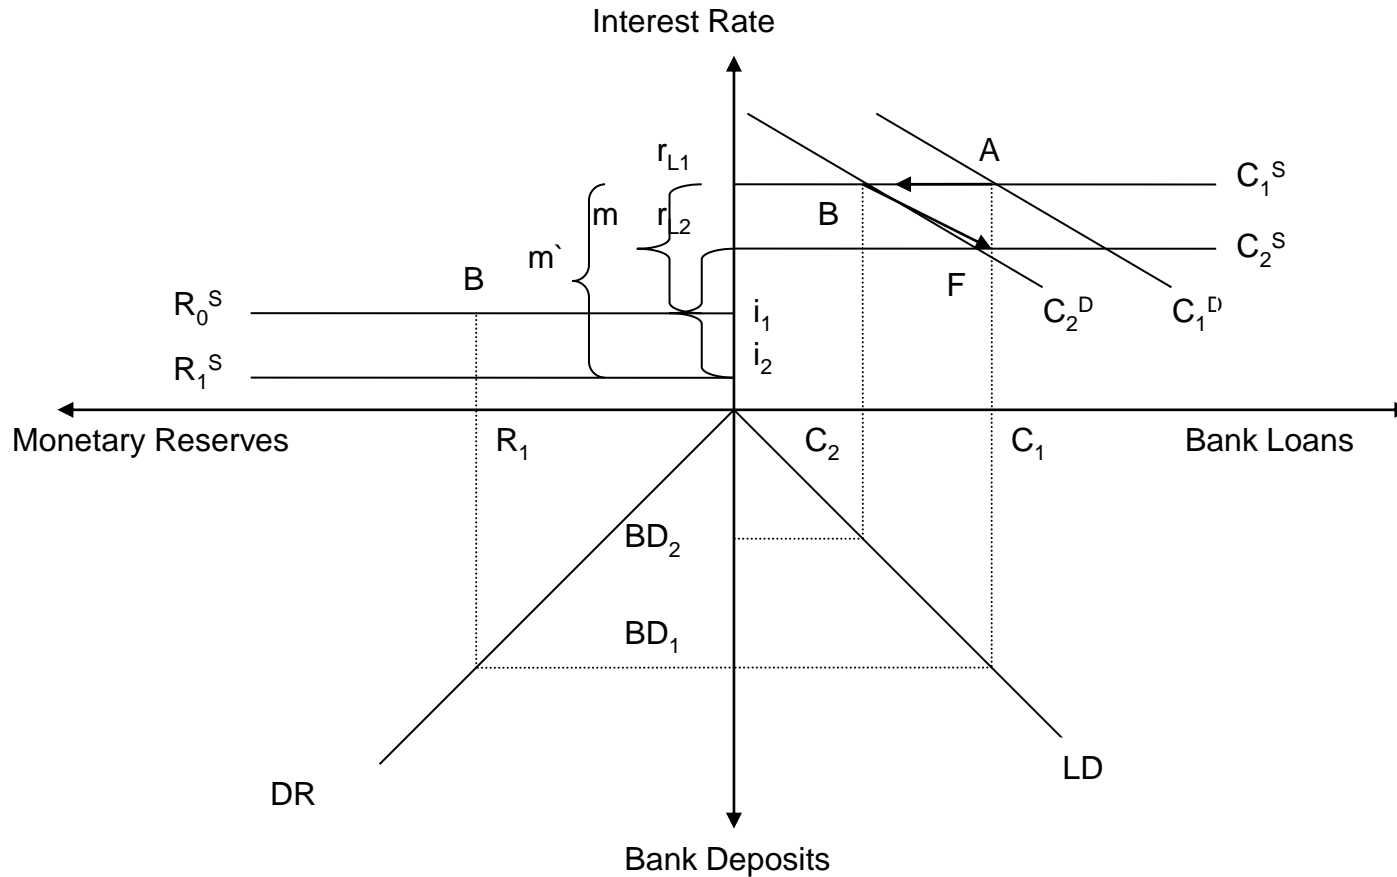 Interest Rate
A
r_L1
C_1^S
m
r_L2
B
C_2^S
m`
B
F
R_0^S
i_1
C_2^D
C_1^D
i_2
R_1^S
Monetary Reserves
R_1
C_2
C_1
Bank Loans
BD_2
BD_1
LD
DR
Bank Deposits